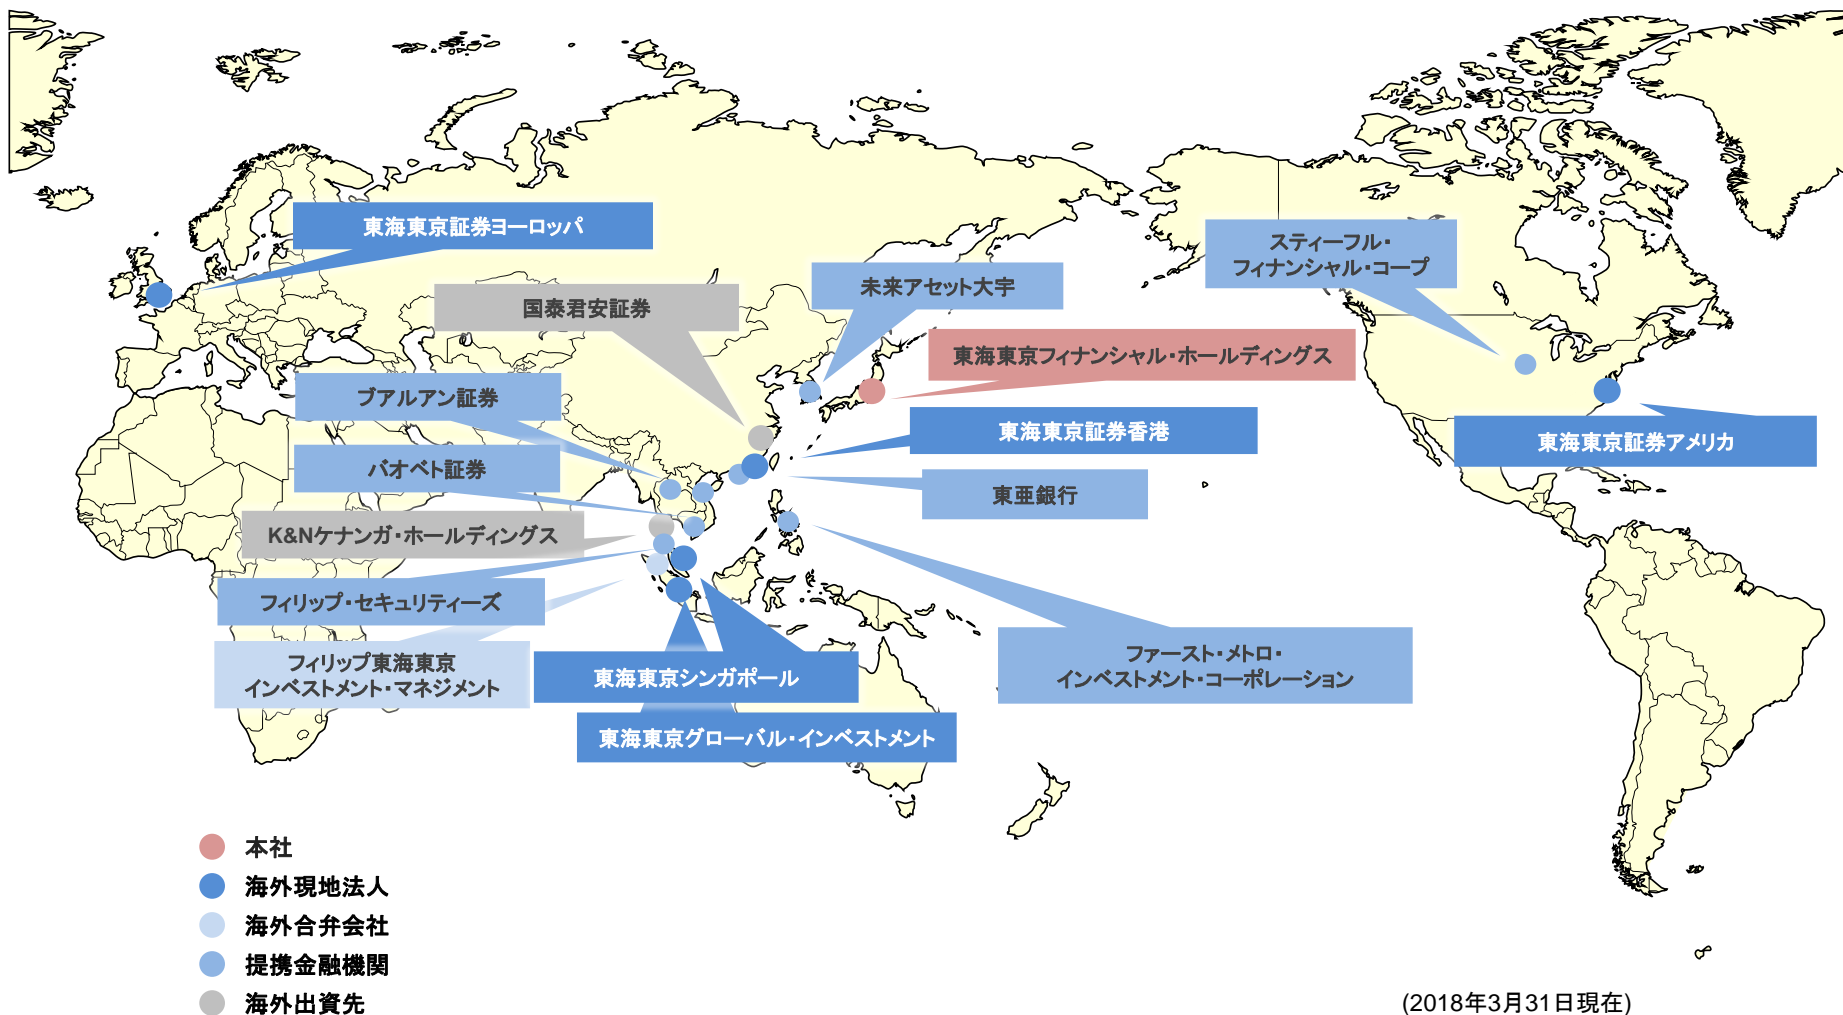 東海東京証券ヨーロッパ
スティーフル・
フィナンシャル・コープ
未来アセット大宇
国泰君安証券
東海東京フィナンシャル・ホールディングス
ブアルアン証券
東海東京証券香港
東海東京証券アメリカ
バオベト証券
東亜銀行
K&Nケナンガ・ホールディングス
フィリップ・セキュリティーズ
フィリップ東海東京
インベストメント・マネジメント
東海東京シンガポール
ファースト・メトロ・
インベストメント・コーポレーション
東海東京グローバル・インベストメント
本社
海外現地法人
海外合弁会社
提携金融機関
海外出資先
(2018年3月31日現在)